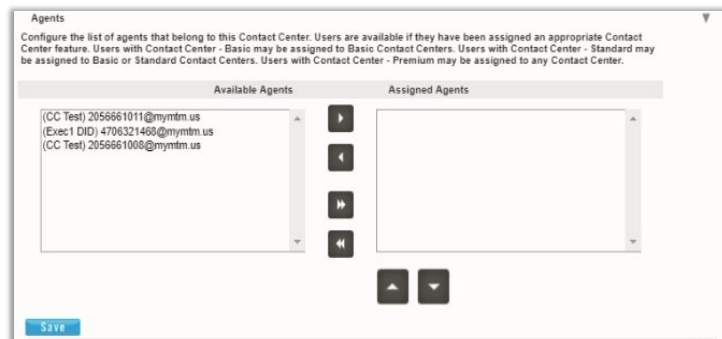 Agents
Configure the list of agents that belong to this Contact Center. Users are available if they have been assigned an appropriate Contact
Center feature. Users with Contact Center - Basic may be assigned to Basic Contact Centers. Users with Contact Center - Standard may
be assigned to Basic or Standard Contact Centers. Users with Contact Center - Premium may be assigned to any Contact Center.
Available Agents Assigned Agents
(CC Test) 2056661011@mymtm.us
(Exec1 DID) 4706321468@mymtm.us
(CC Test) 2056661008@mymtm.us
Save